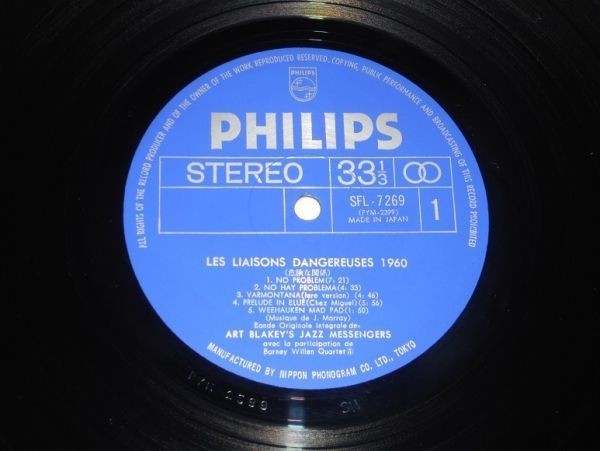 ALL RIGHTS OF THE RECORD PRODUCER AND OF THE OWNER OF THE WORK REPRODUCED RESERVED. COPYING, PUBLIC PERFORMANCE AND BROADCASTING OF THIS RECORD PROHIBITED
PHILIPS
PHILIPS
STEREO 33 1/3
SFL-7269
(FYM-2399)
MADE IN JAPAN
1
LES LIAISONS DANGEREUSES 1960
(危険な関係)
1. NO PROBLEM(7:21)
2. NO HAY PROBLEMA(4:33)
3. VARMONTANA(1ere version) (4:46)
4. PRELUDE IN BLUE(Chez Miguel) (5:56)
5. WEEHAUKEN MAD PAD(1:50)
(Musique de J. Marray)
Bande Originale integrale de:
ART BLAKEY'S JAZZ MESSENGERS
avec la participation de
Barney Willen Quartet
MANUFACTURED BY NIPPON PHONOGRAM CO. LTD., TOKYO